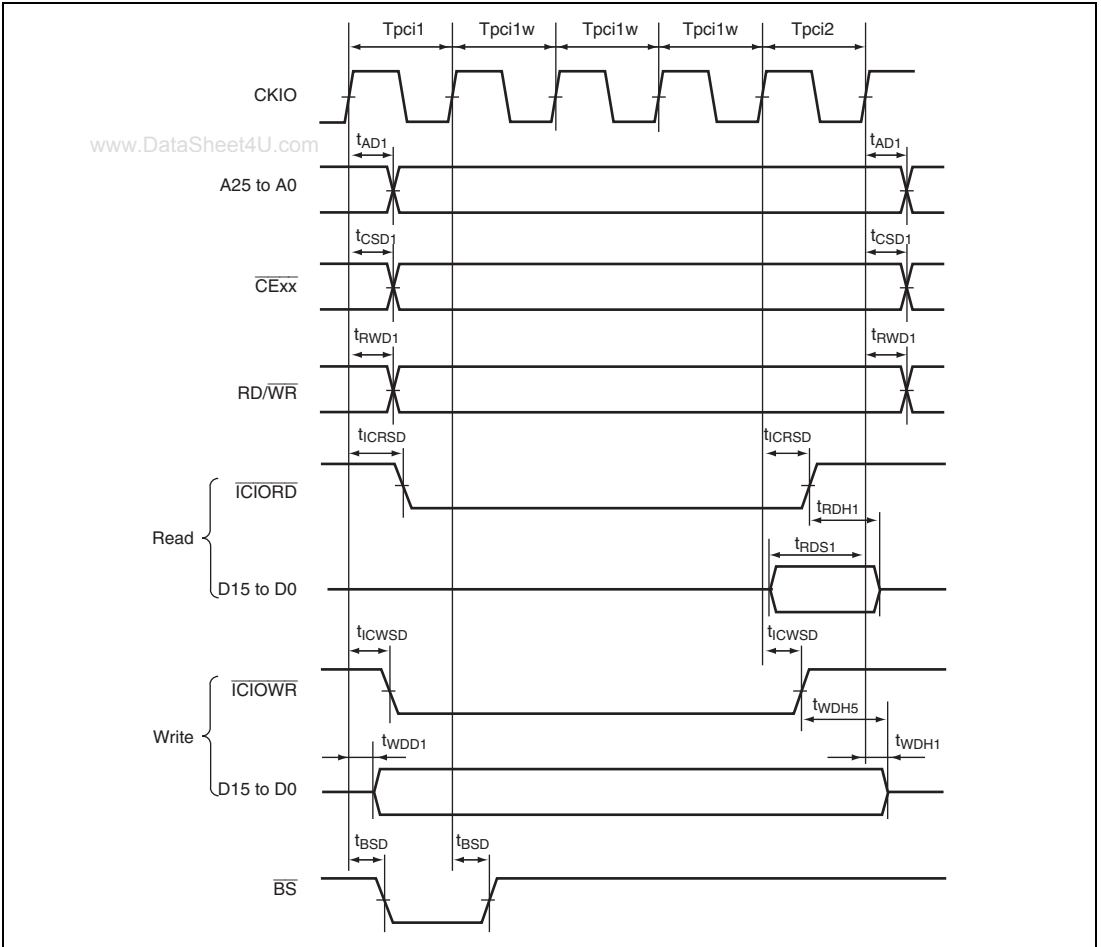 Tpci1 Tpci1w Tpci1w Tpci1w Tpci2
CKIO
www.DataSheet4U.com
tAD1 tAD1
A25 to A0
tCSD1 tCSD1
CExx
tRWD1 tRWD1
RD/WR
tICRSD tICRSD
ICIORD
tRDH1
Read
tRDS1
D15 to D0
tICWSD tICWSD
ICIOWR
tWDH5
Write
tWDD1 tWDH1
D15 to D0
tBSD tBSD
BS